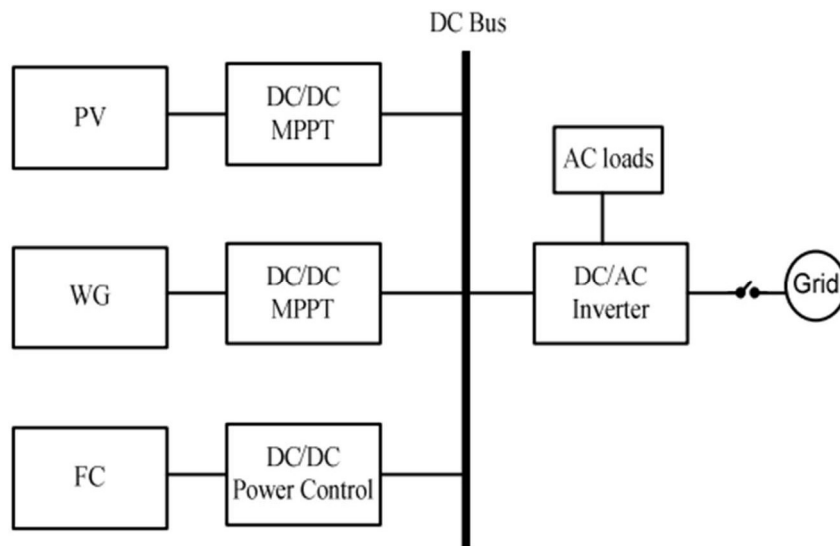 DC Bus
PV
DC/DC
MPPT
AC loads
WG
DC/DC
MPPT
DC/AC
Inverter
Grid
FC
DC/DC
Power Control